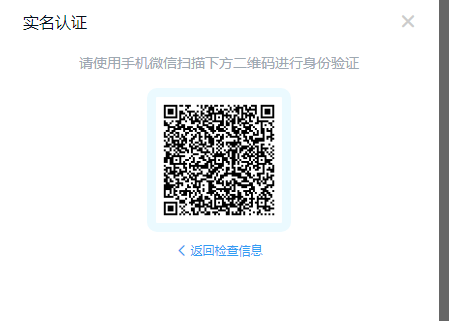 实名认证
请使用手机微信扫描下方二维码进行身份验证
返回检查信息